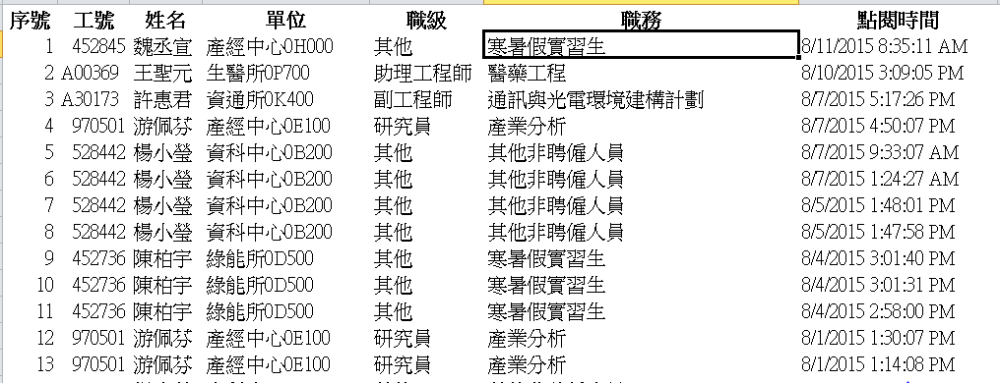 序號 工號 姓名 單位 職級 職務 點閱時間
1 452845 魏丞宣 產經中心0H000 其他 寒暑假實習生 8/11/2015 8:35:11 AM
2 A00369 王聖元 生醫所0P700 助理工程師 醫藥工程 8/10/2015 3:09:05 PM
3 A30173 許惠君 資通所0K400 副工程師 通訊與光電環境建構計劃 8/7/2015 5:17:26 PM
4 970501 游佩芬 產經中心0E100 研究員 產業分析 8/7/2015 4:50:07 PM
5 528442 楊小瑩 資科中心0B200 其他 其他非聘僱人員 8/7/2015 9:33:07 AM
6 528442 楊小瑩 資科中心0B200 其他 其他非聘僱人員 8/7/2015 1:24:27 AM
7 528442 楊小瑩 資科中心0B200 其他 其他非聘僱人員 8/5/2015 1:48:01 PM
8 528442 楊小瑩 資科中心0B200 其他 其他非聘僱人員 8/5/2015 1:47:58 PM
9 452736 陳柏宇 綠能所0D500 其他 寒暑假實習生 8/4/2015 3:01:40 PM
10 452736 陳柏宇 綠能所0D500 其他 寒暑假實習生 8/4/2015 3:01:31 PM
11 452736 陳柏宇 綠能所0D500 其他 寒暑假實習生 8/4/2015 2:58:00 PM
12 970501 游佩芬 產經中心0E100 研究員 產業分析 8/1/2015 1:30:07 PM
13 970501 游佩芬 產經中心0E100 研究員 產業分析 8/1/2015 1:14:08 PM